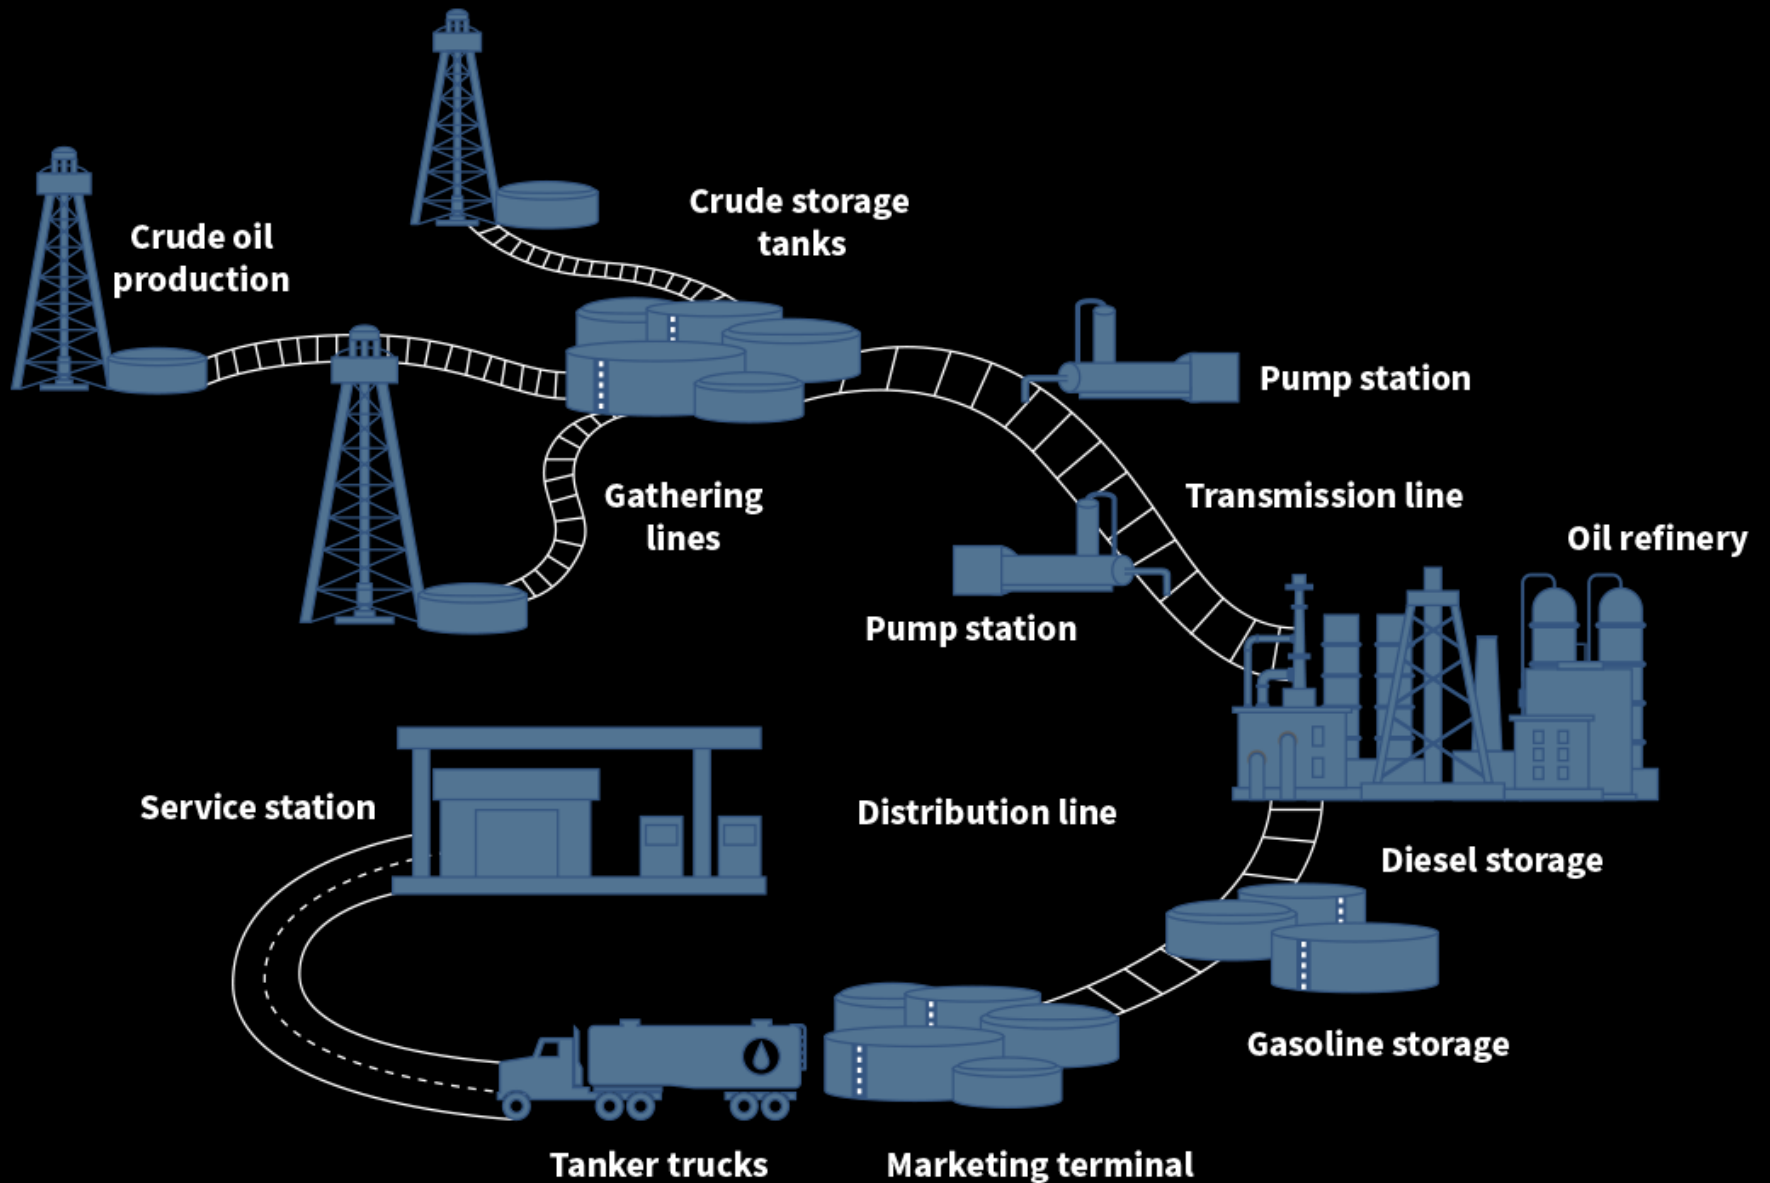 Crude storage
tanks
Crude oil
production
Pump station
Gathering
lines
Transmission line
Oil refinery
Pump station
Service station
Distribution line
Diesel storage
Gasoline storage
Tanker trucks
Marketing terminal